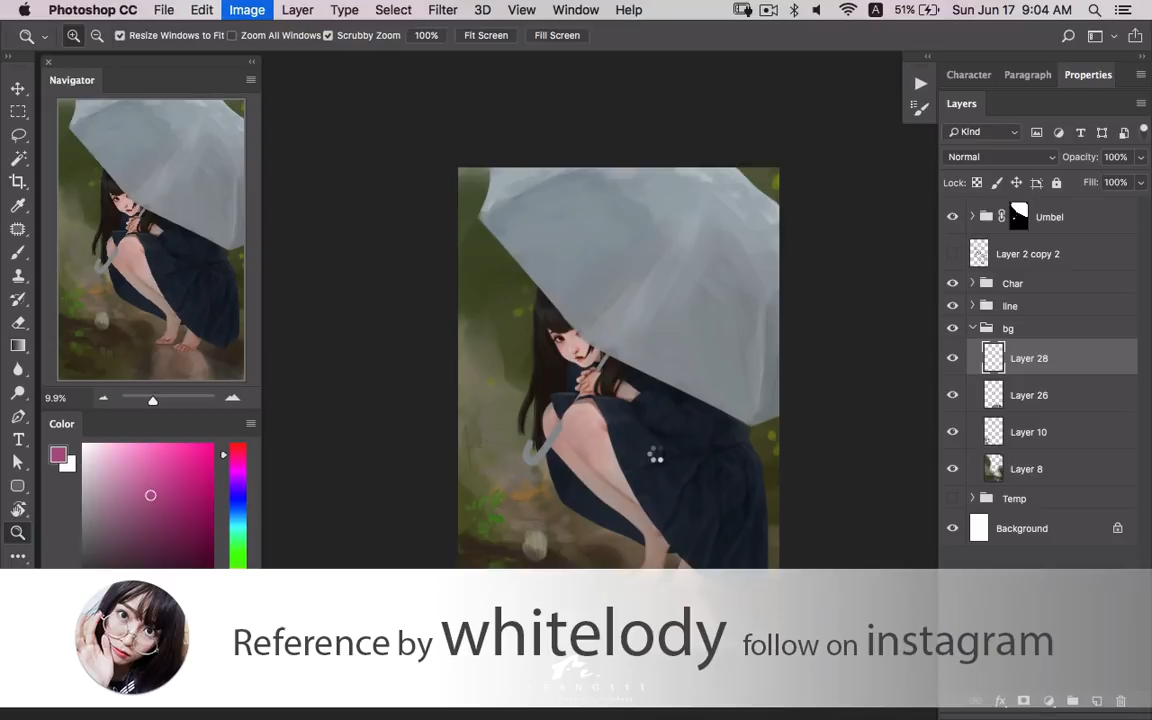 Photoshop CC File Edit Image Layer Type Select Filter 3D View Window Help A 51% Sun Jun 17 9:04 AM
Resize Windows to Fit Zoom All Windows Scrubby Zoom 100% Fit Screen Fill Screen
Navigator
9.9%
Color
Character Paragraph Properties
Layers
Kind
Normal Opacity: 100%
Lock: Fill: 100%
Umbel
Layer 2 copy 2
Char
line
bg
Layer 28
Layer 26
Layer 10
Layer 8
Temp
Background
Reference by whitelody follow on instagram